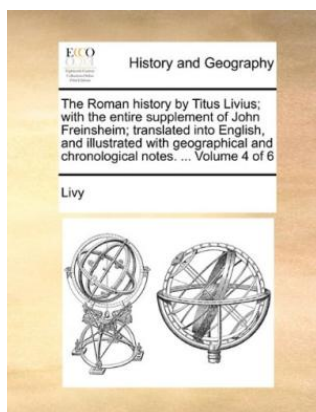 ECCO
History and Geography
The Roman history by Titus Livius;
with the entire supplement of John
Freinsheim; translated into English,
and illustrated with geographical and
chronological notes. ... Volume 4 of 6
Livy